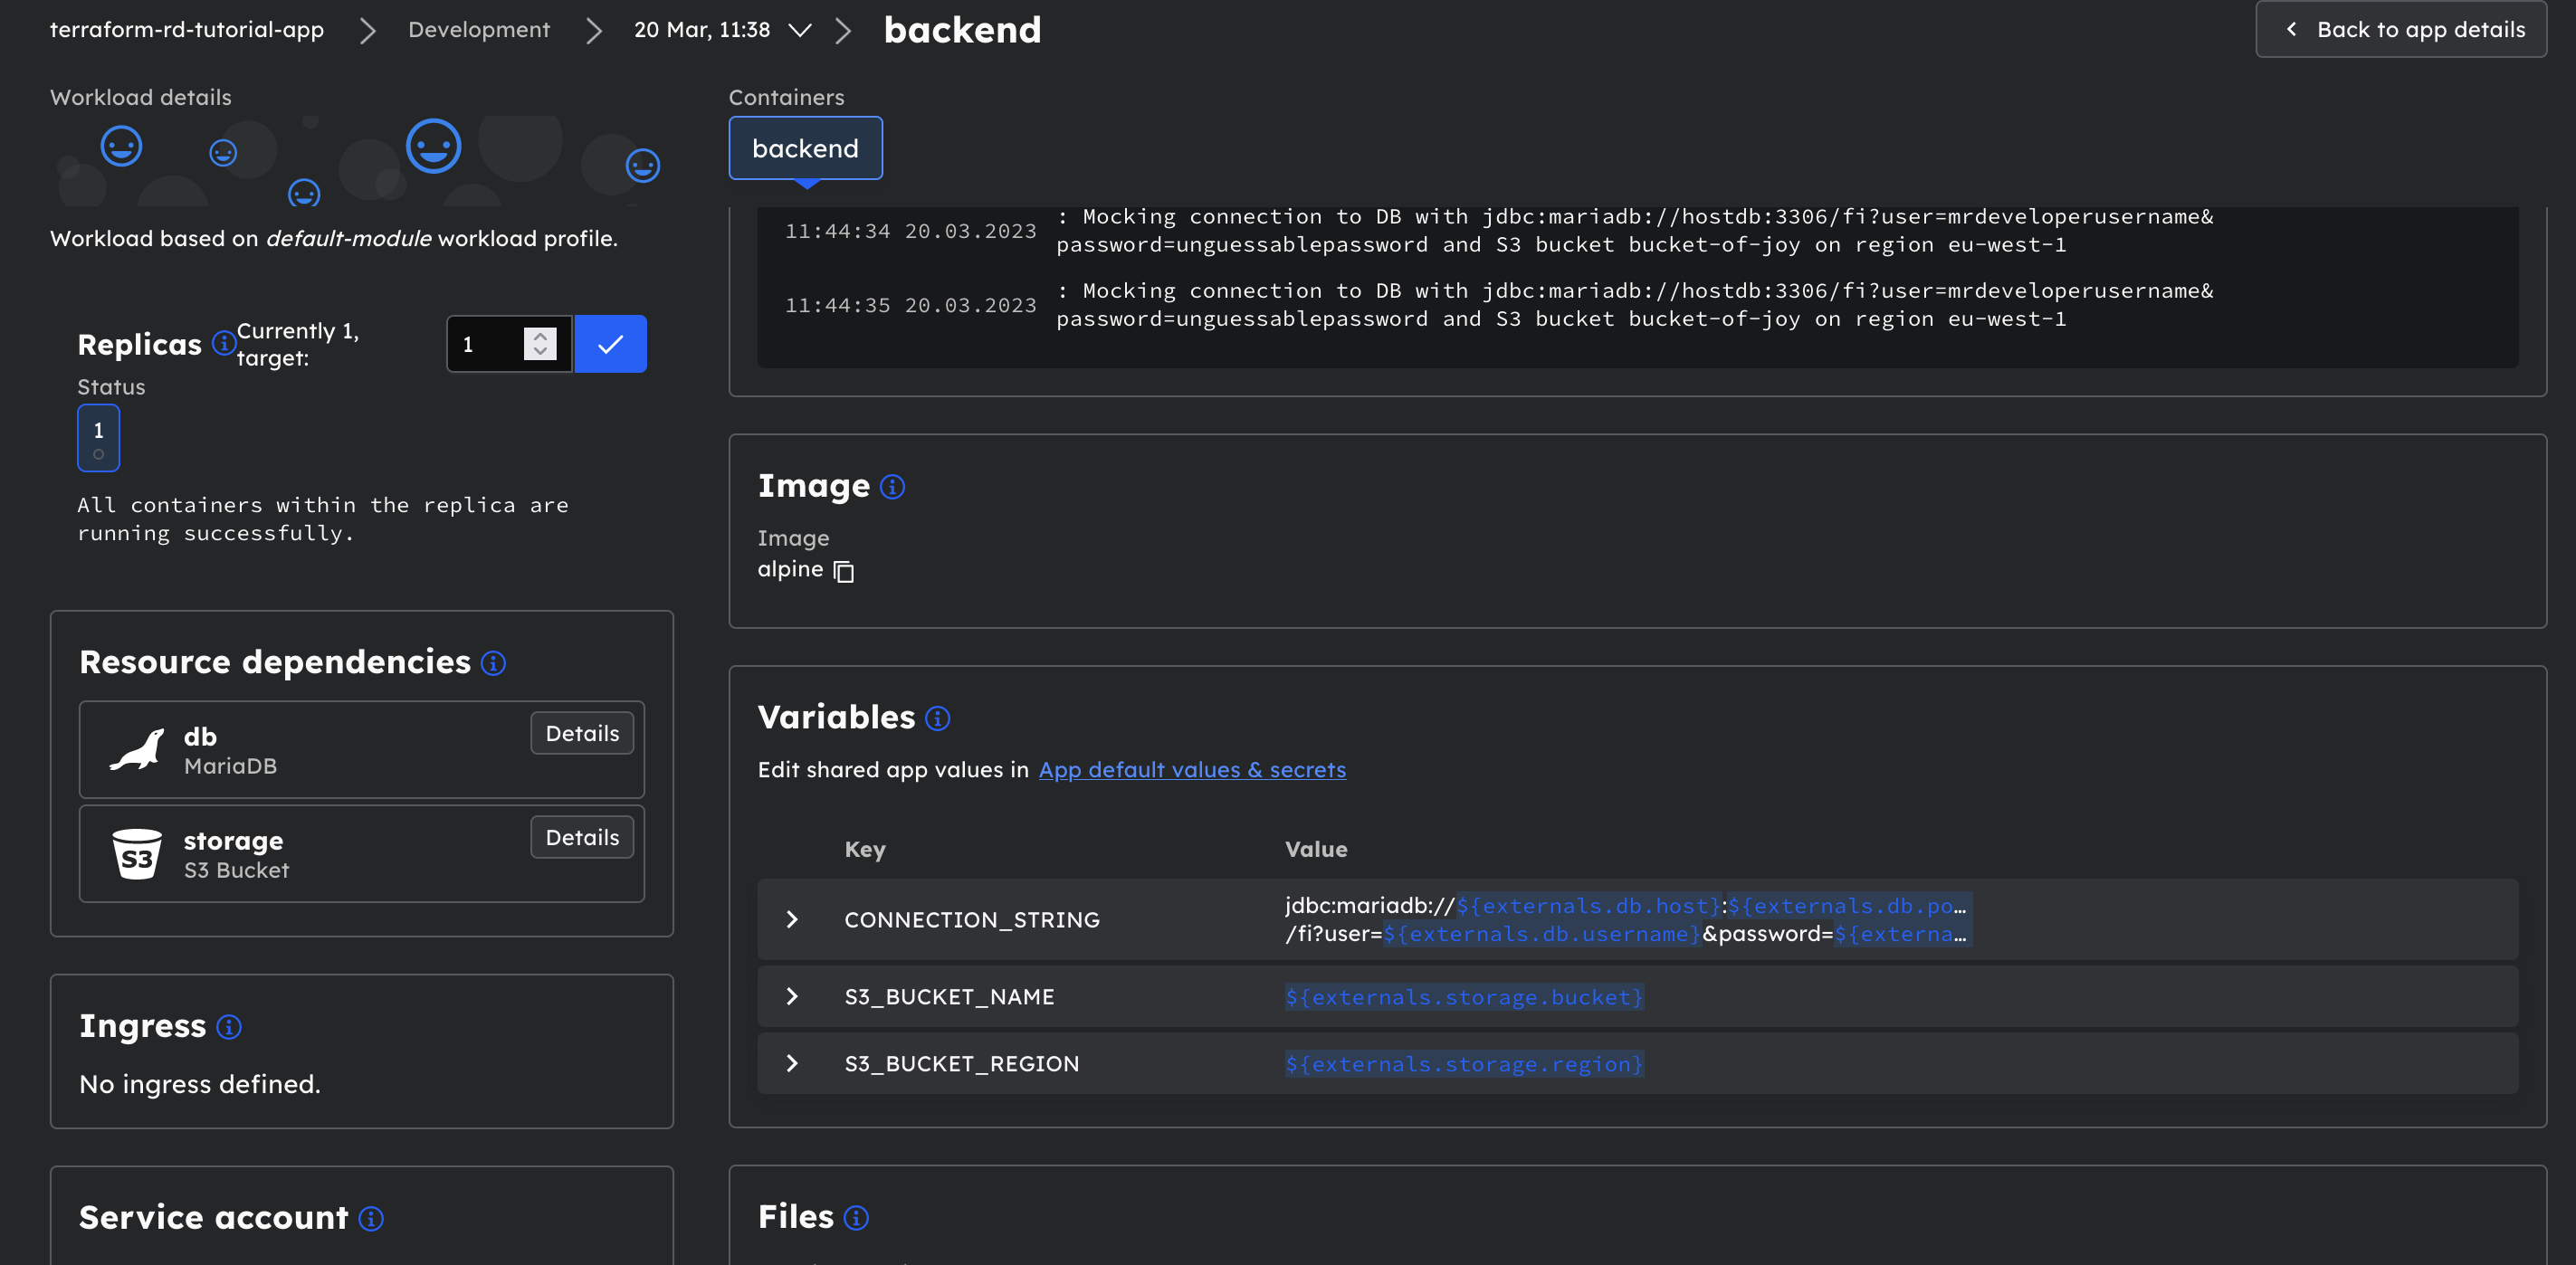 terraform-rd-tutorial-app
Development
20 Mar, 11:38
backend
Back to app details
Workload details
Workload based on default-module workload profile.
Replicas
Currently 1,
target:
1
Status
1
All containers within the replica are
running successfully.
Resource dependencies
db
MariaDB
Details
S3
storage
S3 Bucket
Details
Ingress
No ingress defined.
Service account
Containers
backend
11:44:34 20.03.2023
: Mocking connection to DB with jdbc:mariadb://hostdb:3306/fi?user=mrdeveloperusername&
password=unguessablepassword and S3 bucket bucket-of-joy on region eu-west-1
11:44:35 20.03.2023
: Mocking connection to DB with jdbc:mariadb://hostdb:3306/fi?user=mrdeveloperusername&
password=unguessablepassword and S3 bucket bucket-of-joy on region eu-west-1
Image
Image
alpine
Variables
Edit shared app values in App default values & secrets
Key
Value
CONNECTION_STRING
jdbc:mariadb://${externals.db.host}:${externals.db.po…
/fi?user=${externals.db.username}&password=${externa…
S3_BUCKET_NAME
${externals.storage.bucket}
S3_BUCKET_REGION
${externals.storage.region}
Files